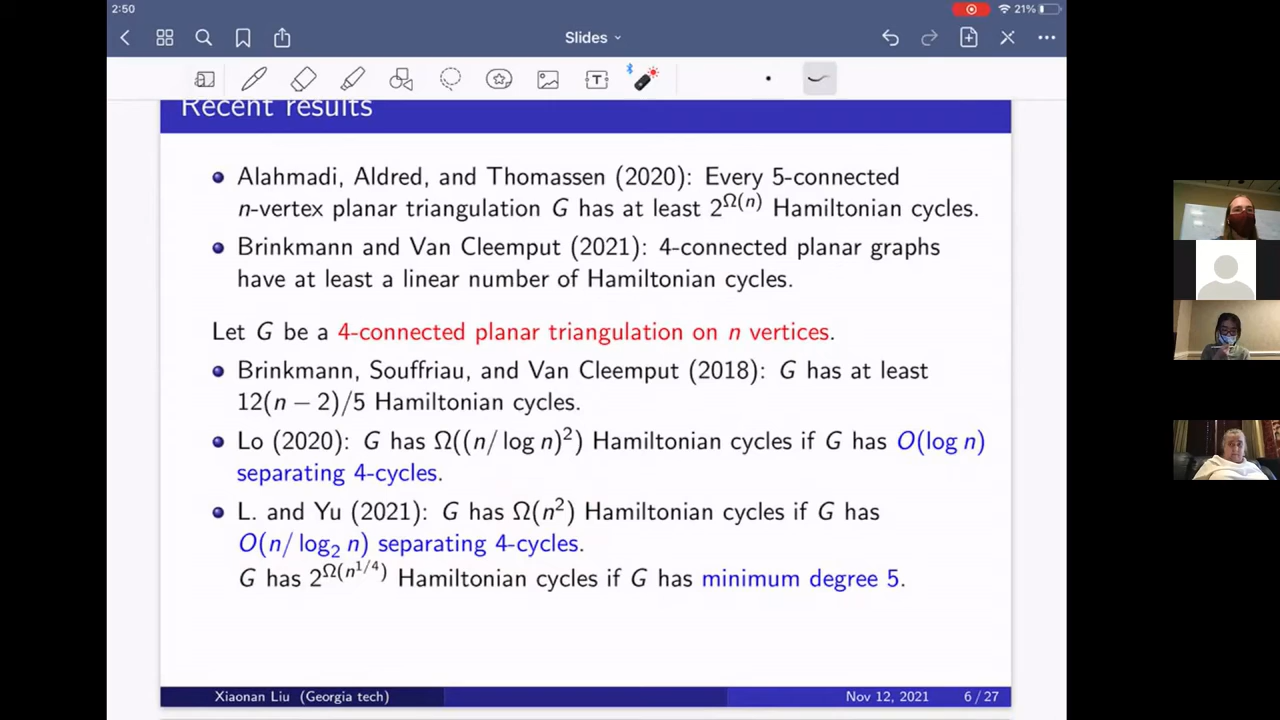 2:50
21%
Slides
T
Recent results
Alahmadi, Aldred, and Thomassen (2020): Every 5-connected
n-vertex planar triangulation G has at least 2^Ω(n) Hamiltonian cycles.
Brinkmann and Van Cleemput (2021): 4-connected planar graphs
have at least a linear number of Hamiltonian cycles.
Let G be a 4-connected planar triangulation on n vertices.
Brinkmann, Souffriau, and Van Cleemput (2018): G has at least
12(n − 2)/5 Hamiltonian cycles.
Lo (2020): G has Ω((n/ log n)²) Hamiltonian cycles if G has O(log n)
separating 4-cycles.
L. and Yu (2021): G has Ω(n²) Hamiltonian cycles if G has
O(n/ log₂ n) separating 4-cycles.
G has 2^Ω(n^1/4) Hamiltonian cycles if G has minimum degree 5.
Xiaonan Liu (Georgia tech) Nov 12, 2021 6 / 27